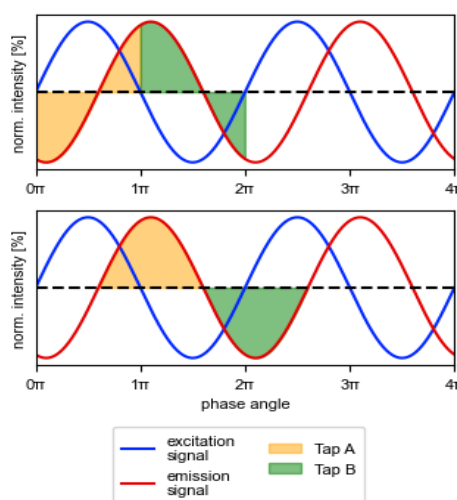 norm. intensity [%]
0π 1π 2π 3π 4π
norm. intensity [%]
0π 1π 2π 3π 4π
phase angle
excitation
signal
emission
signal
Tap A
Tap B